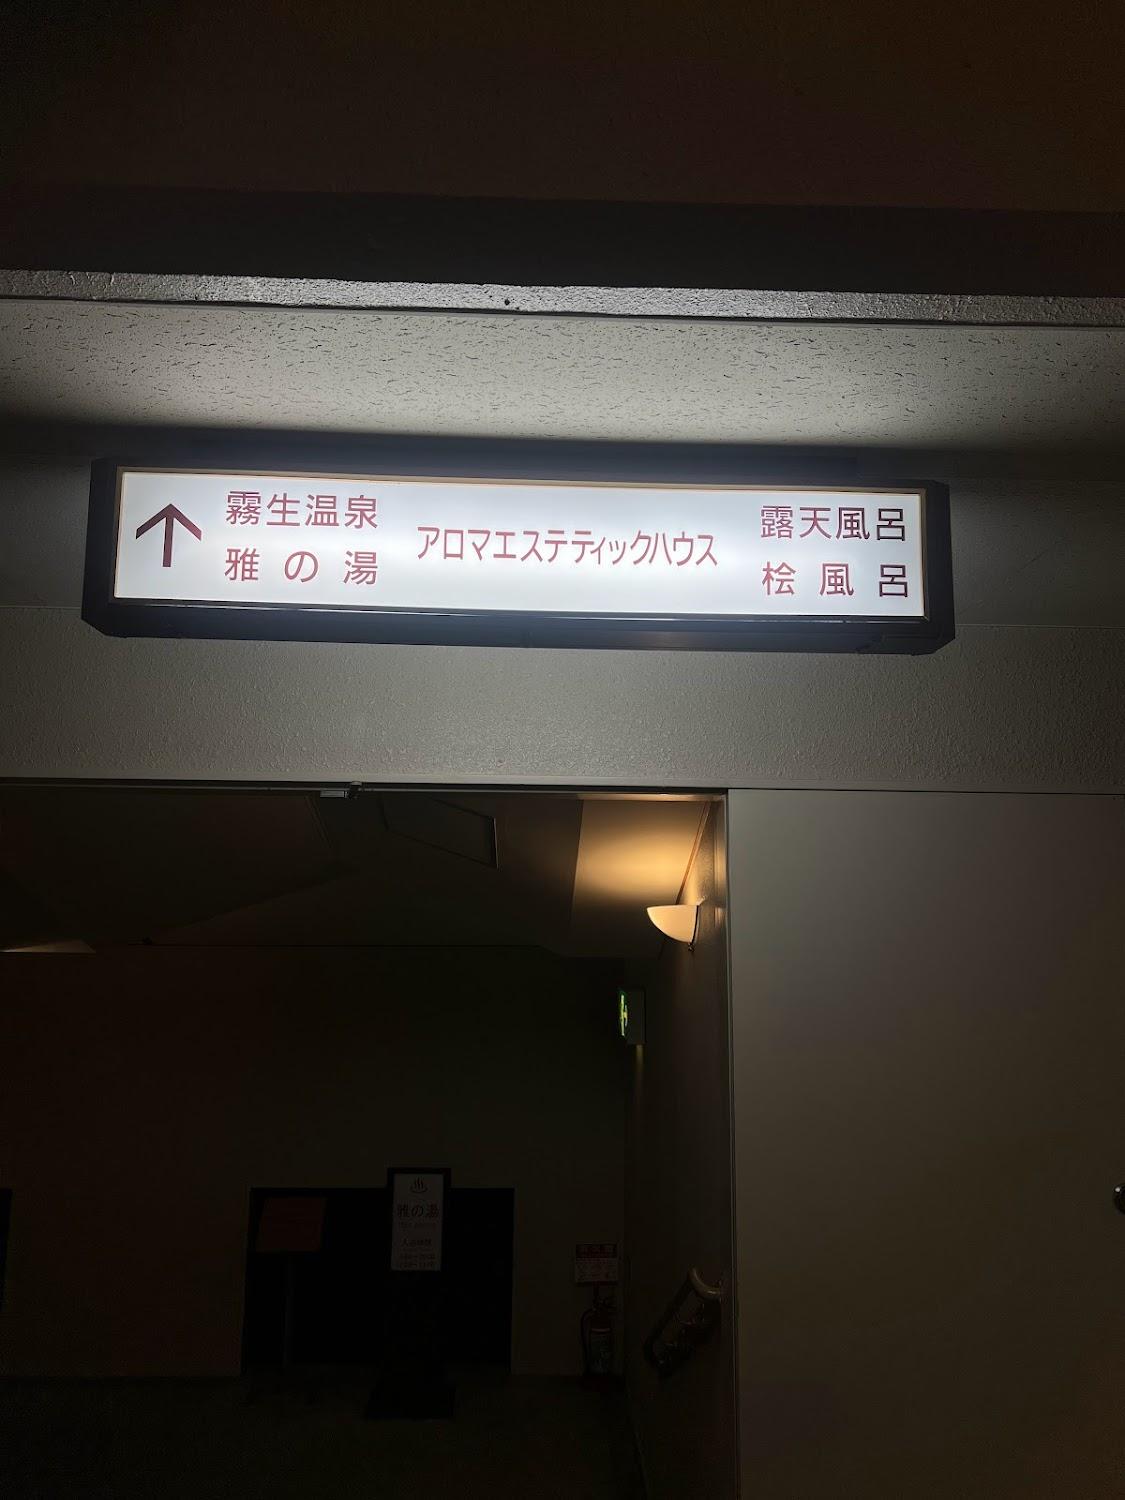 霧生温泉
雅の湯
アロマエステティックハウス
露天風呂
桧風呂
雅の湯